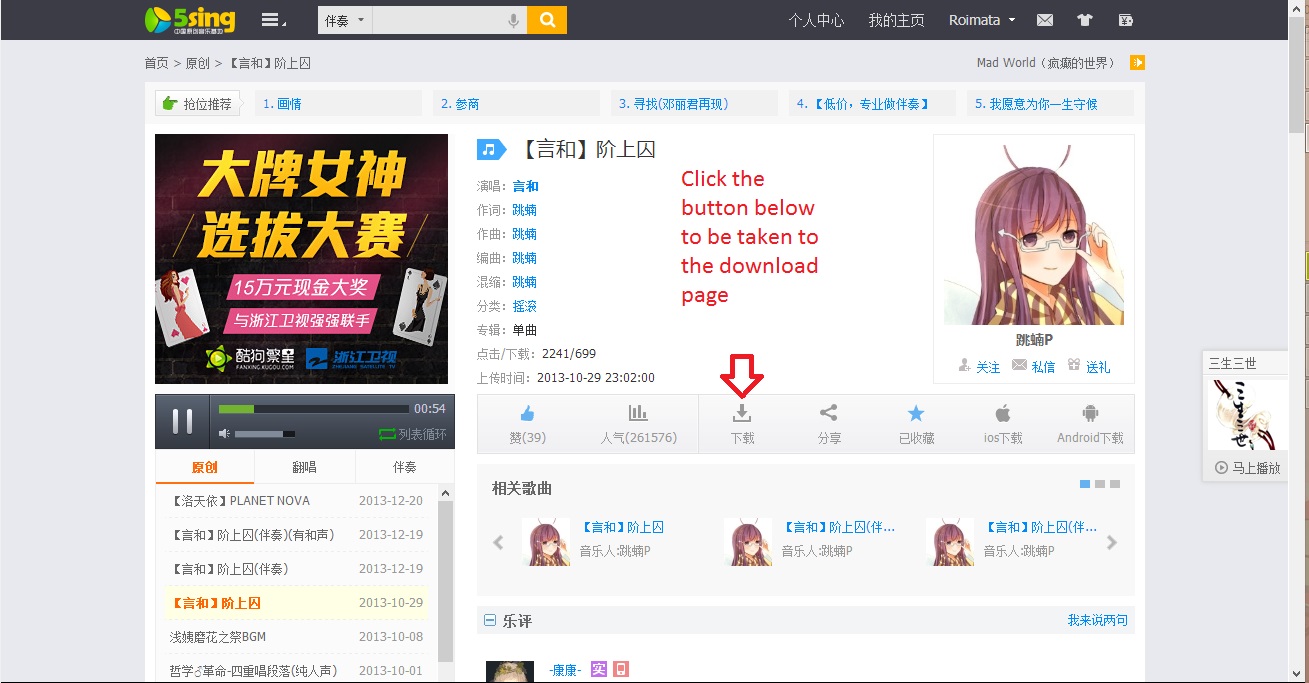 5sing
中国原创音乐基地
伴奏
个人中心
我的主页
Roimata
首页 > 原创 > 【言和】阶上囚
Mad World（疯癫的世界）
抢位推荐
1. 画情
2. 参商
3. 寻找(邓丽君再现)
4. 【低价，专业做伴奏】
5. 我愿意为你一生守候
大牌女神
选拔大赛
15万元现金大奖
与浙江卫视强强联手
酷狗繁星
FANXING.KUGOU.COM
浙江卫视
ZHEJIANG SATELLITE TV
【言和】阶上囚
演唱：言和
作词：跳蝻
作曲：跳蝻
编曲：跳蝻
混缩：跳蝻
分类：摇滚
专辑：单曲
点击/下载：2241/699
上传时间：2013-10-29 23:02:00
Click the
button below
to be taken to
the download
page
跳蝻P
关注
私信
送礼
00:54
列表循环
赞(39)
人气(261576)
下载
分享
已收藏
ios下载
Android下载
原创
翻唱
伴奏
【洛天依】PLANET NOVA 2013-12-20
【言和】阶上囚(伴奏)(有和声) 2013-12-19
【言和】阶上囚(伴奏) 2013-12-19
【言和】阶上囚 2013-10-29
浅姨磨花之祭BGM 2013-10-08
哲学♂革命-四重唱段落(纯人声) 2013-10-01
相关歌曲
【言和】阶上囚
音乐人:跳蝻P
【言和】阶上囚(伴...
音乐人:跳蝻P
【言和】阶上囚(伴...
音乐人:跳蝻P
乐评
我来说两句
-康康-
实
三生三世
三生三世
马上播放